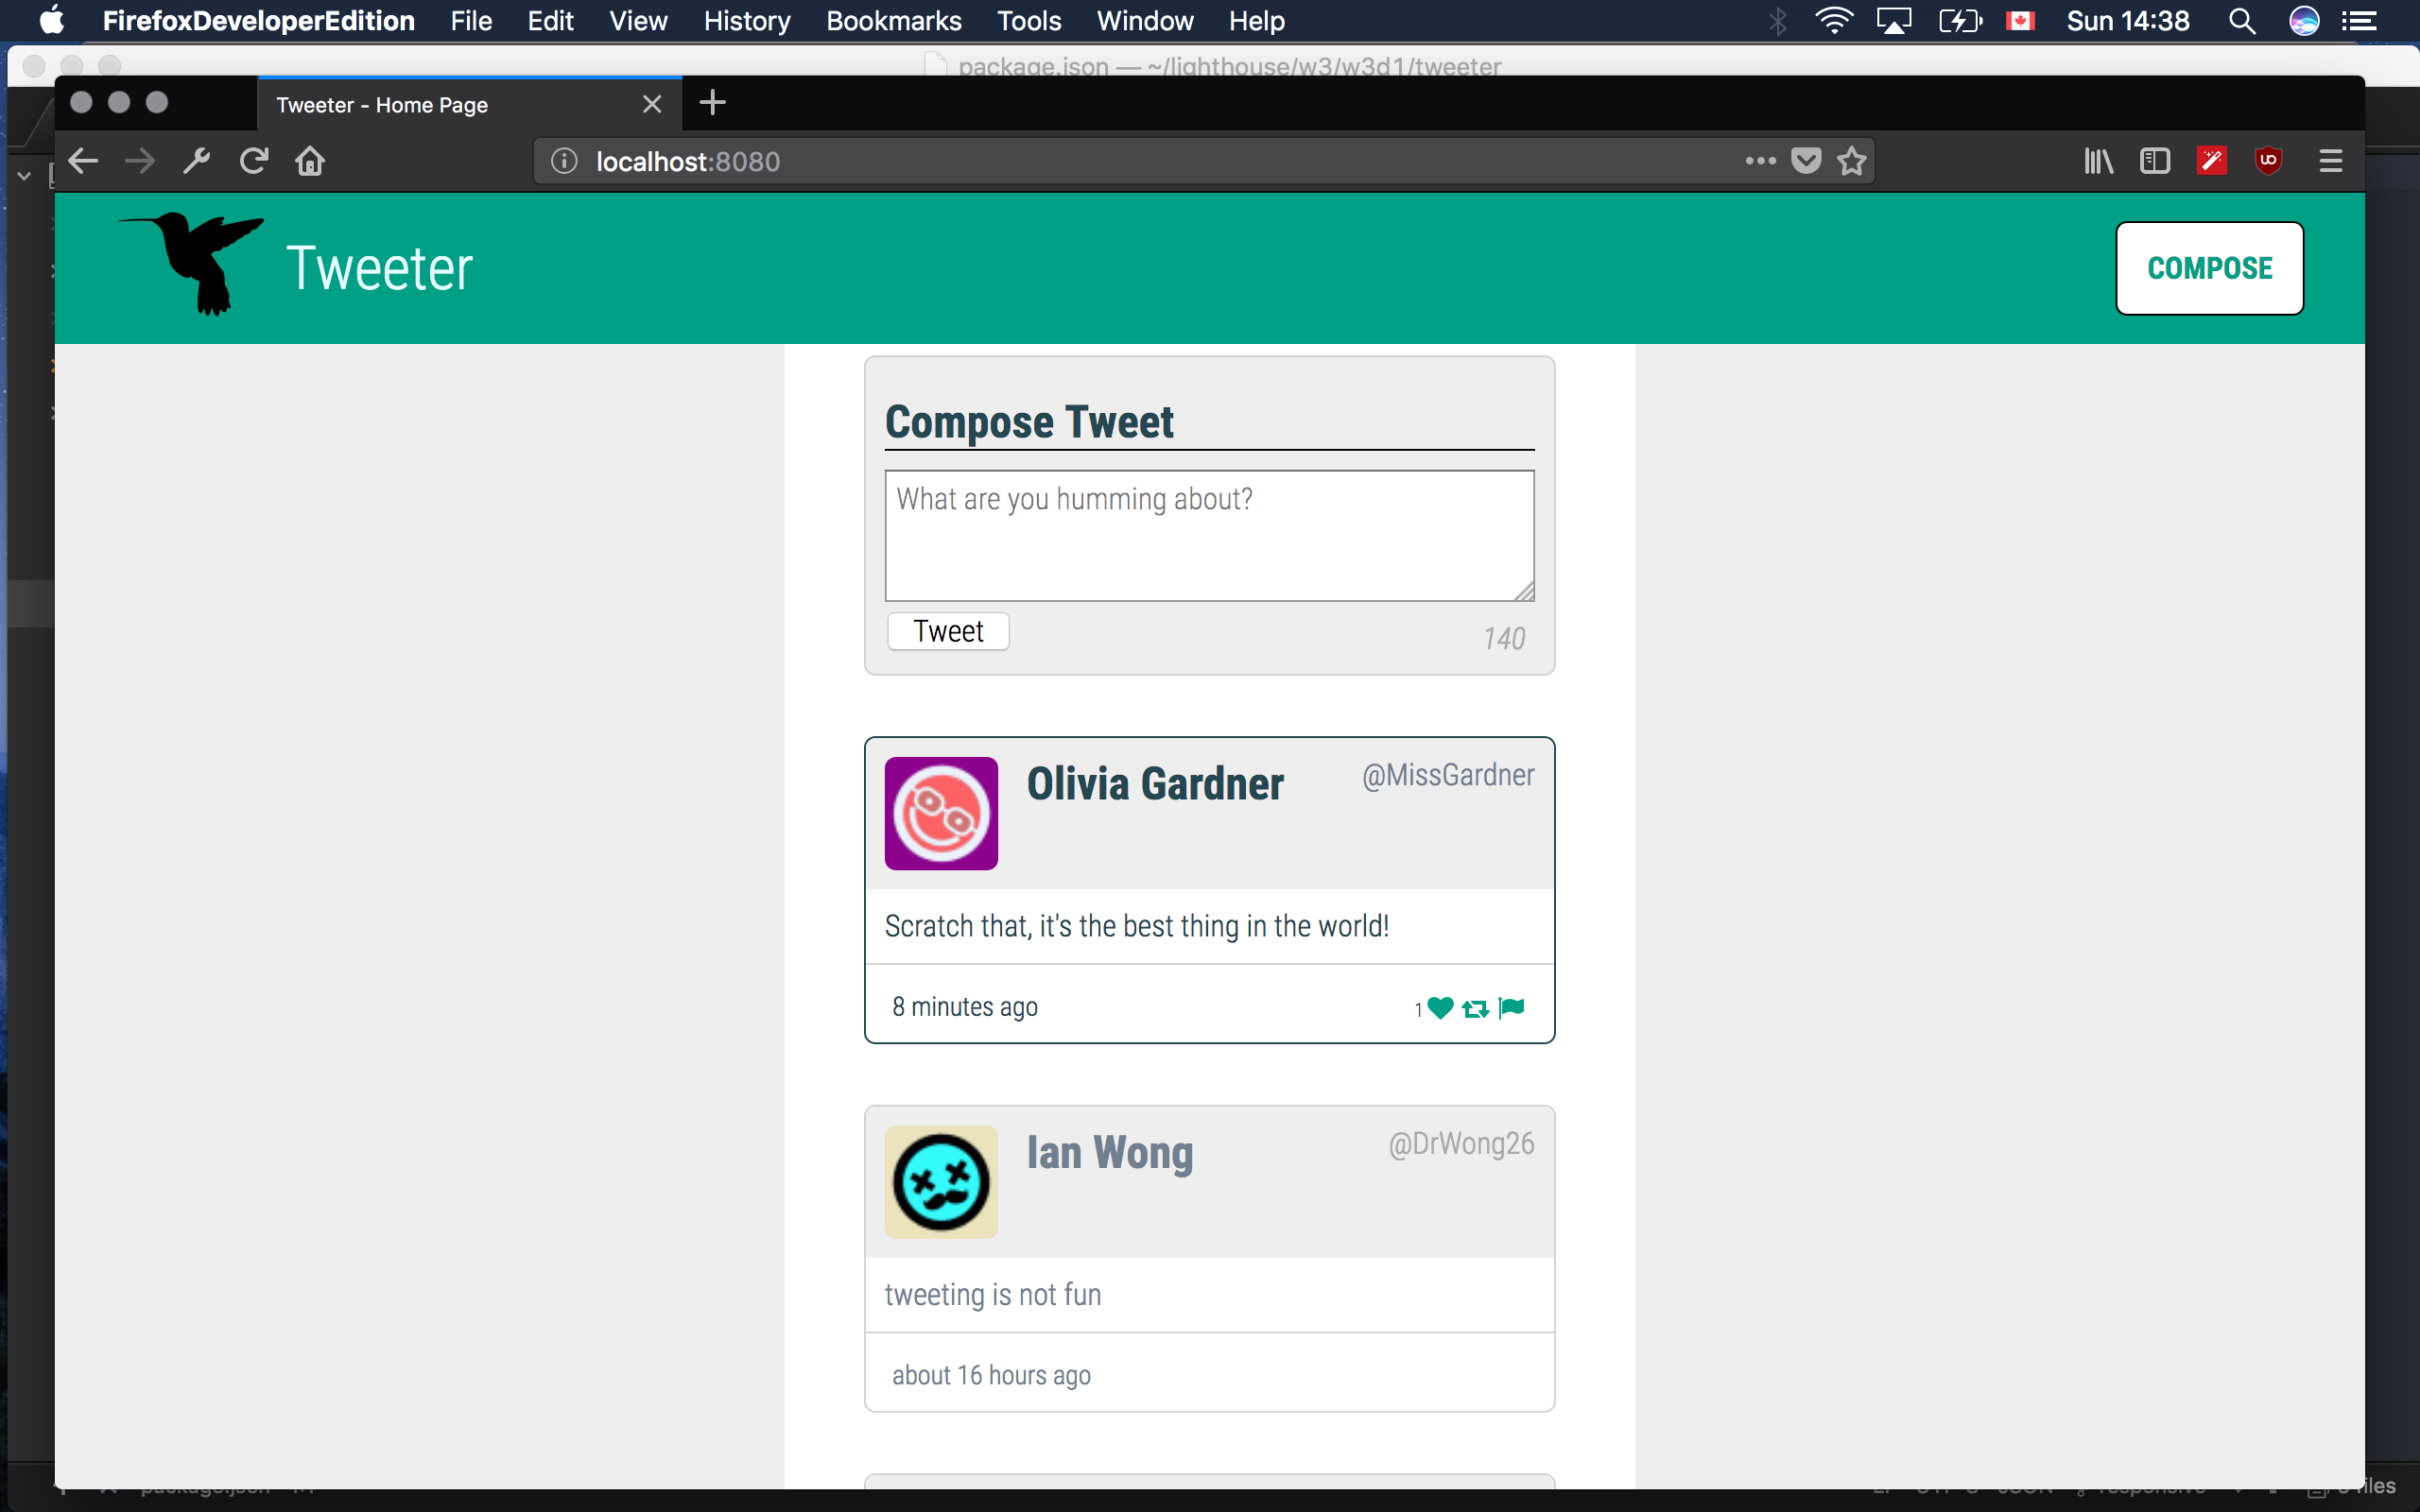 FirefoxDeveloperEdition File Edit View History Bookmarks Tools Window Help Sun 14:38
package.json — ~/lighthouse/w3/w3d1/tweeter
Tweeter - Home Page
localhost:8080
Tweeter
COMPOSE
Compose Tweet
What are you humming about?
Tweet
140
Olivia Gardner
@MissGardner
Scratch that, it's the best thing in the world!
8 minutes ago
1
Ian Wong
@DrWong26
tweeting is not fun
about 16 hours ago
package.json